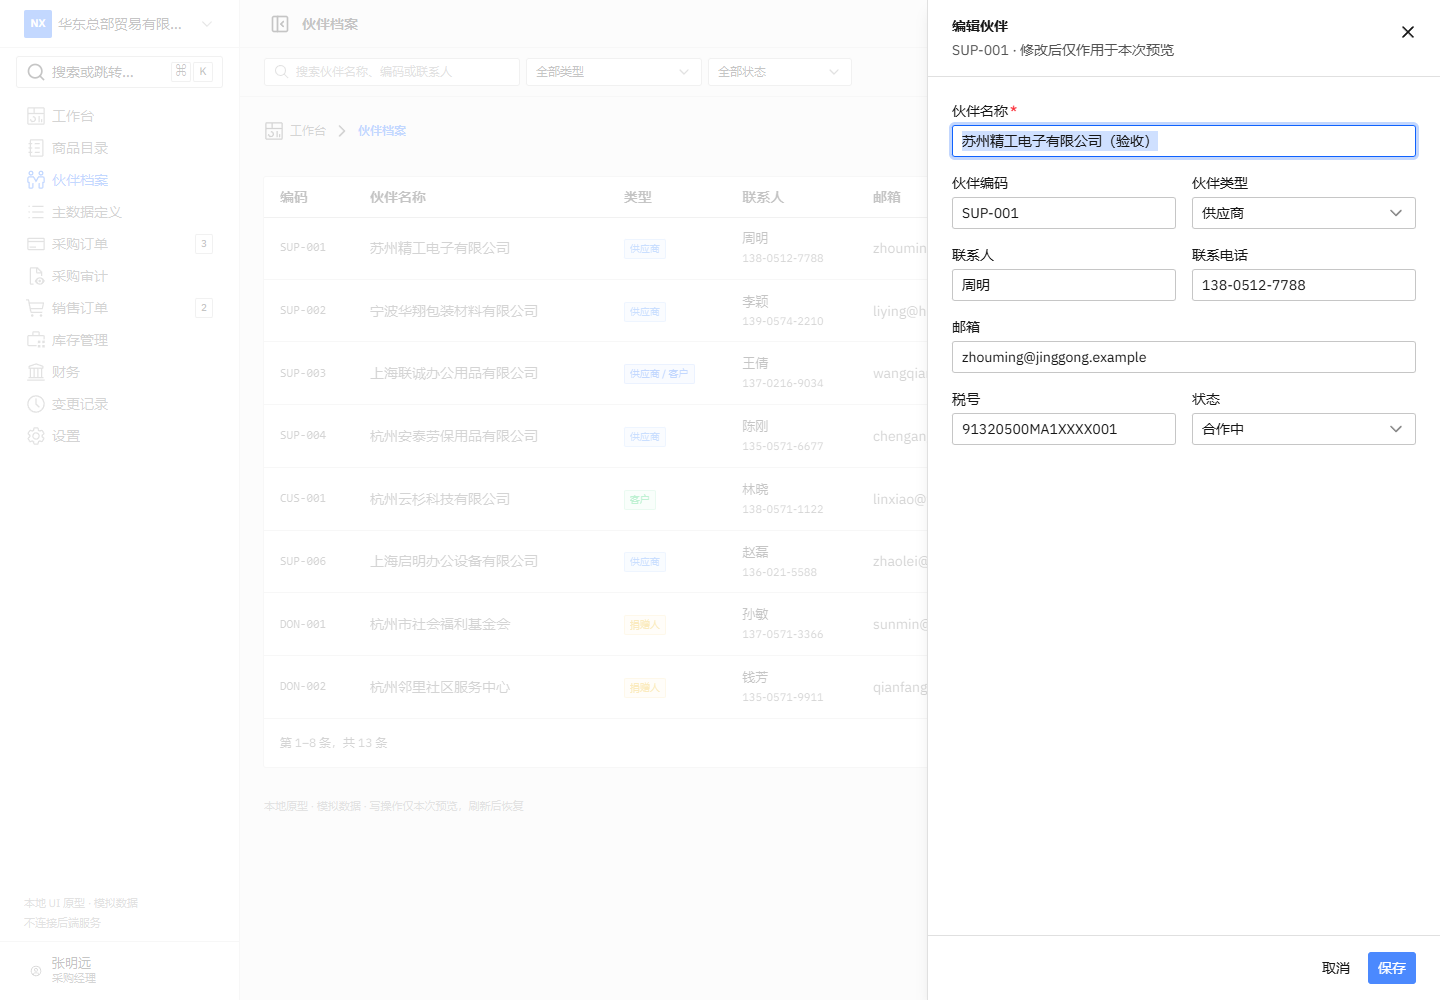 NX 华东总部贸易有限...
搜索或跳转... ⌘ K
工作台
商品目录
伙伴档案
主数据定义
采购订单 3
采购审计
销售订单 2
库存管理
财务
变更记录
设置
本地 UI 原型 · 模拟数据
不连接后端服务
张明远
采购经理
伙伴档案
搜索伙伴名称、编码或联系人 全部类型 全部状态
工作台 伙伴档案
编码 伙伴名称 类型 联系人 邮箱
SUP-001 苏州精工电子有限公司 供应商 周明 138-0512-7788 zhoumin
SUP-002 宁波华翔包装材料有限公司 供应商 李颖 139-0574-2210 liying@h
SUP-003 上海联诚办公用品有限公司 供应商 / 客户 王倩 137-0216-9034 wangqia
SUP-004 杭州安泰劳保用品有限公司 供应商 陈刚 135-0571-6677 chengan
CUS-001 杭州云杉科技有限公司 客户 林晓 138-0571-1122 linxiao@
SUP-006 上海启明办公设备有限公司 供应商 赵磊 136-021-5588 zhaolei@
DON-001 杭州市社会福利基金会 捐赠人 孙敏 137-0571-3366 sunmin@
DON-002 杭州邻里社区服务中心 捐赠人 钱芳 135-0571-9911 qianfang
第 1–8 条，共 13 条
本地原型 · 模拟数据 · 写操作仅本次预览，刷新后恢复
编辑伙伴
SUP-001 · 修改后仅作用于本次预览
伙伴名称 *
苏州精工电子有限公司（验收）
伙伴编码 伙伴类型
SUP-001 供应商
联系人 联系电话
周明 138-0512-7788
邮箱
zhouming@jinggong.example
税号 状态
91320500MA1XXXX001 合作中
取消 保存